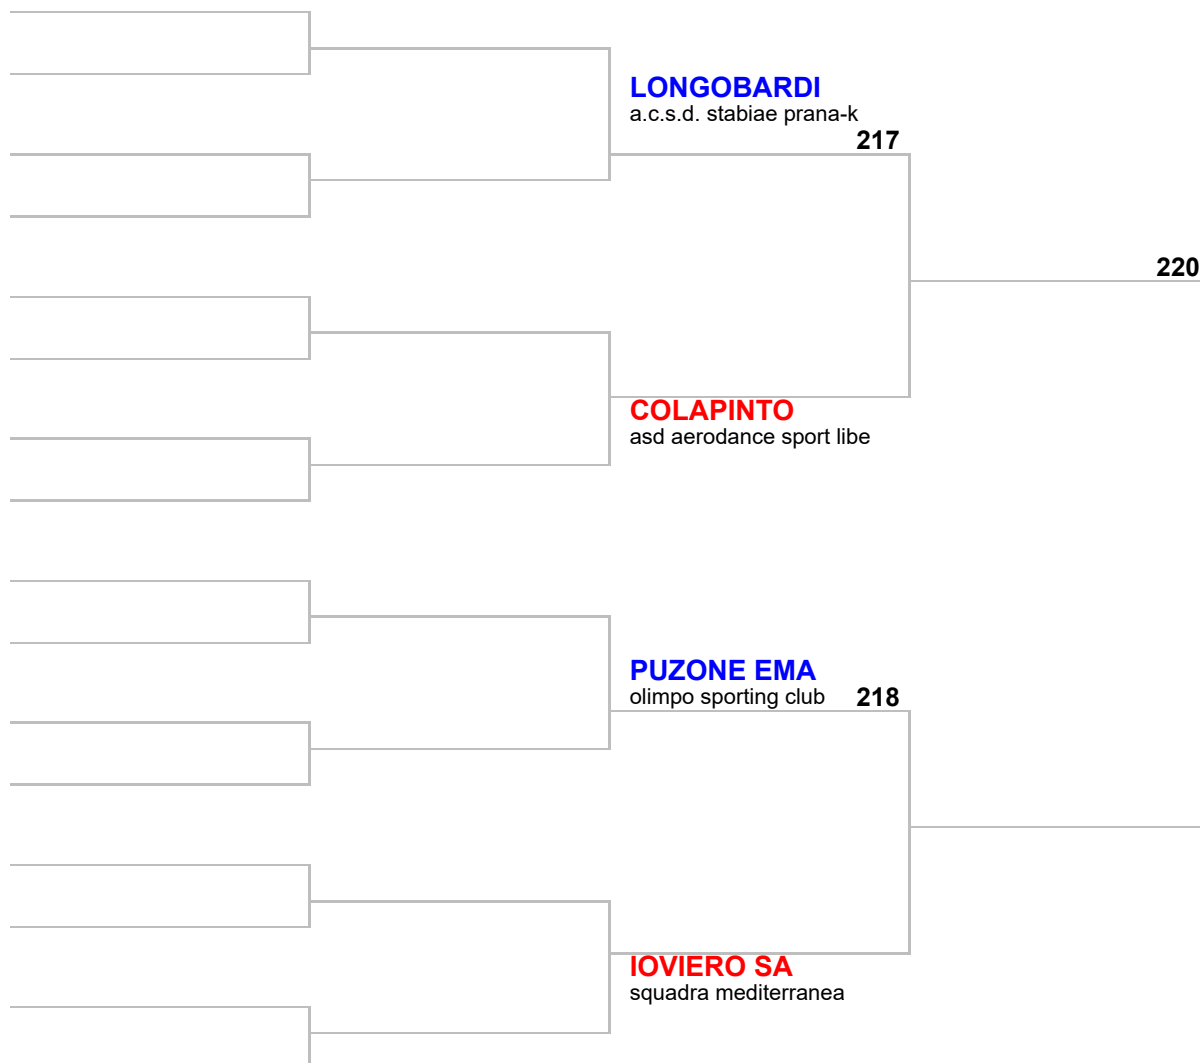 LONGOBARDI
a.c.s.d. stabiae prana-k
217
220
COLAPINTO
asd aerodance sport libe
PUZONE EMA
olimpo sporting club
218
IOVIERO SA
squadra mediterranea